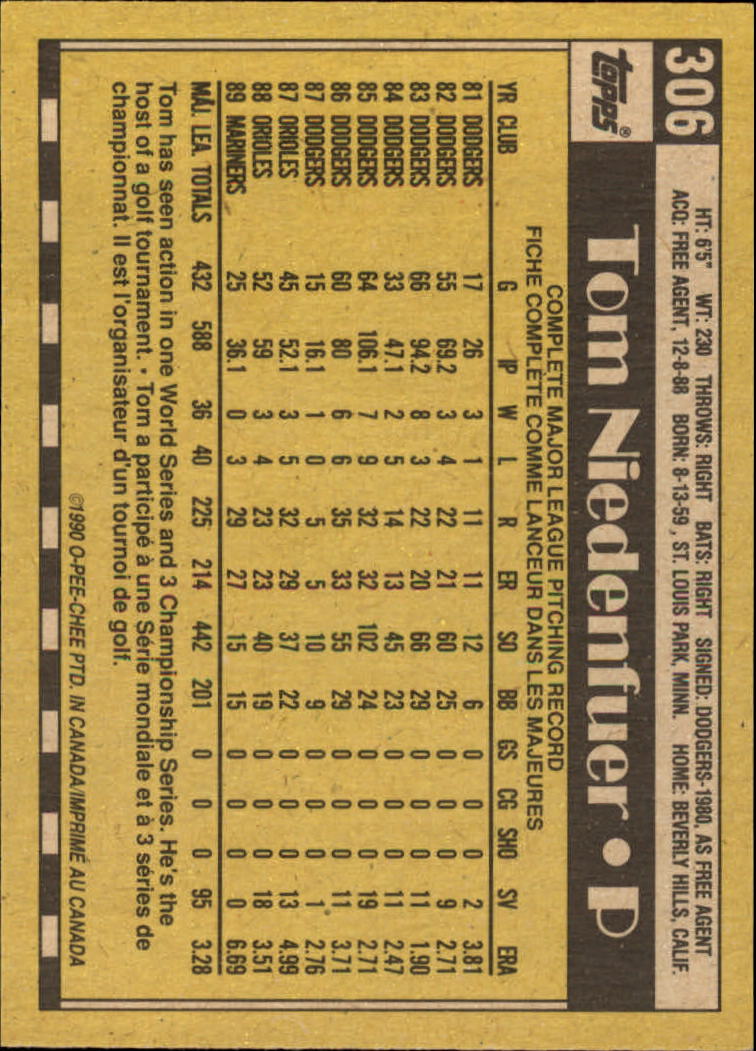 306
HT: 6'5" WT: 230 THROWS: RIGHT BATS: RIGHT SIGNED: DODGERS-1980, AS FREE AGENT
ACQ: FREE AGENT, 12-8-88 BORN: 8-13-59, ST. LOUIS PARK, MINN. HOME: BEVERLY HILLS, CALIF.
topps®
Tom Niedenfuer • P
COMPLETE MAJOR LEAGUE PITCHING RECORD
FICHE COMPLÈTE COMME LANCEUR DANS LES MAJEURES
YR CLUB G IP W L R ER SO BB GS CG SHO SV ERA
81 DODGERS 17 26 3 1 11 11 12 6 0 0 0 2 3.81
82 DODGERS 55 69.2 3 4 22 21 60 25 0 0 0 9 2.71
83 DODGERS 66 94.2 8 3 22 20 66 29 0 0 0 11 1.90
84 DODGERS 33 47.1 2 5 14 13 45 23 0 0 0 11 2.47
85 DODGERS 64 106.1 7 9 32 32 102 24 0 0 0 19 2.71
86 DODGERS 60 80 6 6 35 33 55 29 0 0 0 11 3.71
87 DODGERS 15 16.1 1 0 5 5 10 9 0 0 0 1 2.76
87 ORIOLES 45 52.1 3 5 32 29 37 22 0 0 0 13 4.99
88 ORIOLES 52 59 3 4 23 23 40 19 0 0 0 18 3.51
89 MARINERS 25 36.1 0 3 29 27 15 15 0 0 0 0 6.69
MAJ. LEA. TOTALS 432 588 36 40 225 214 442 201 0 0 0 95 3.28
Tom has seen action in one World Series and 3 Championship Series. He's the
host of a golf tournament. • Tom a participé à une Série mondiale et à 3 séries de
championnat. Il est l'organisateur d'un tournoi de golf.
©1990 O-PEE-CHEE PTD. IN CANADA/IMPRIMÉ AU CANADA